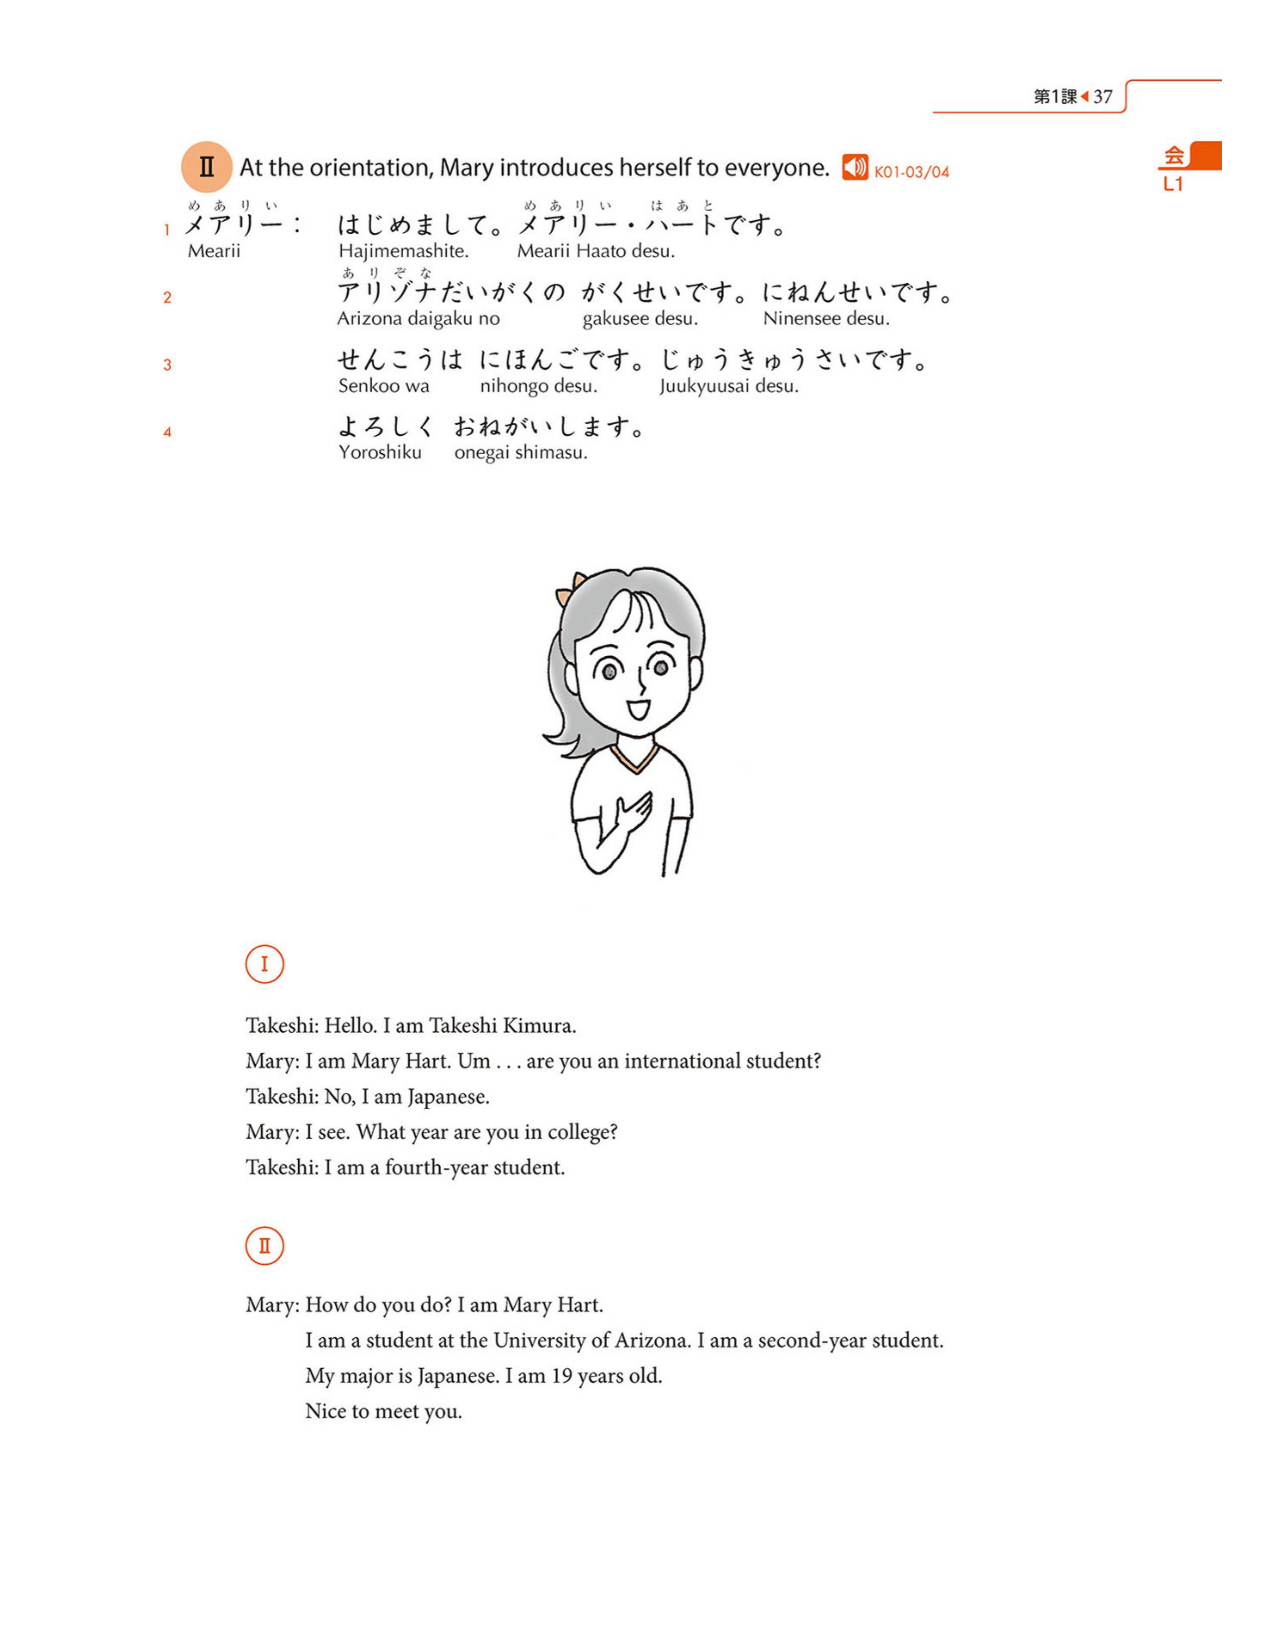 第1課◀37
会
L1
Ⅱ At the orientation, Mary introduces herself to everyone. K01-03/04
めありい めありい はあと
1 メアリー： はじめまして。メアリー・ハートです。
Mearii Hajimemashite. Mearii Haato desu.
ありぞな
2 アリゾナだいがくの がくせいです。にねんせいです。
Arizona daigaku no gakusee desu. Ninensee desu.
3 せんこうは にほんごです。じゅうきゅうさいです。
Senkoo wa nihongo desu. Juukyuusai desu.
4 よろしく おねがいします。
Yoroshiku onegai shimasu.
Ⅰ
Takeshi: Hello. I am Takeshi Kimura.
Mary: I am Mary Hart. Um . . . are you an international student?
Takeshi: No, I am Japanese.
Mary: I see. What year are you in college?
Takeshi: I am a fourth-year student.
Ⅱ
Mary: How do you do? I am Mary Hart.
I am a student at the University of Arizona. I am a second-year student.
My major is Japanese. I am 19 years old.
Nice to meet you.